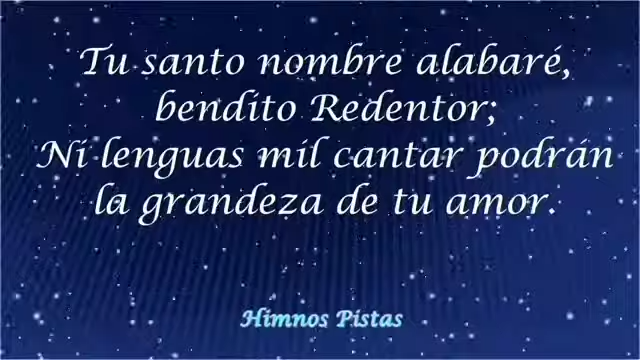 Tu santo nombre alabaré,
bendito Redentor;
Ni lenguas mil cantar podrán
la grandeza de tu amor.
Himnos Pistas